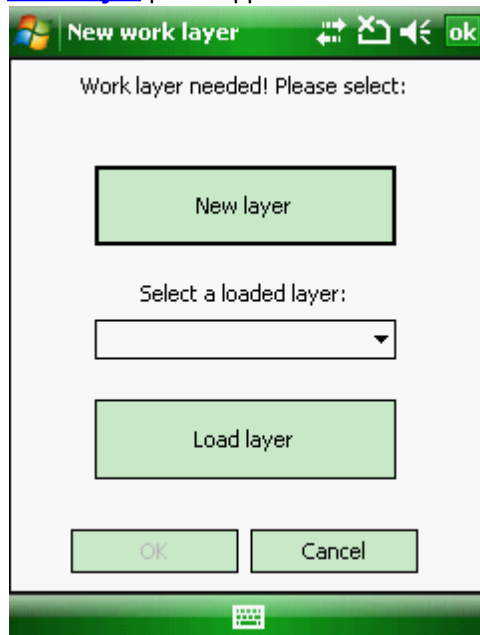 New work layer
ok
Work layer needed! Please select:
New layer
Select a loaded layer:
Load layer
OK
Cancel